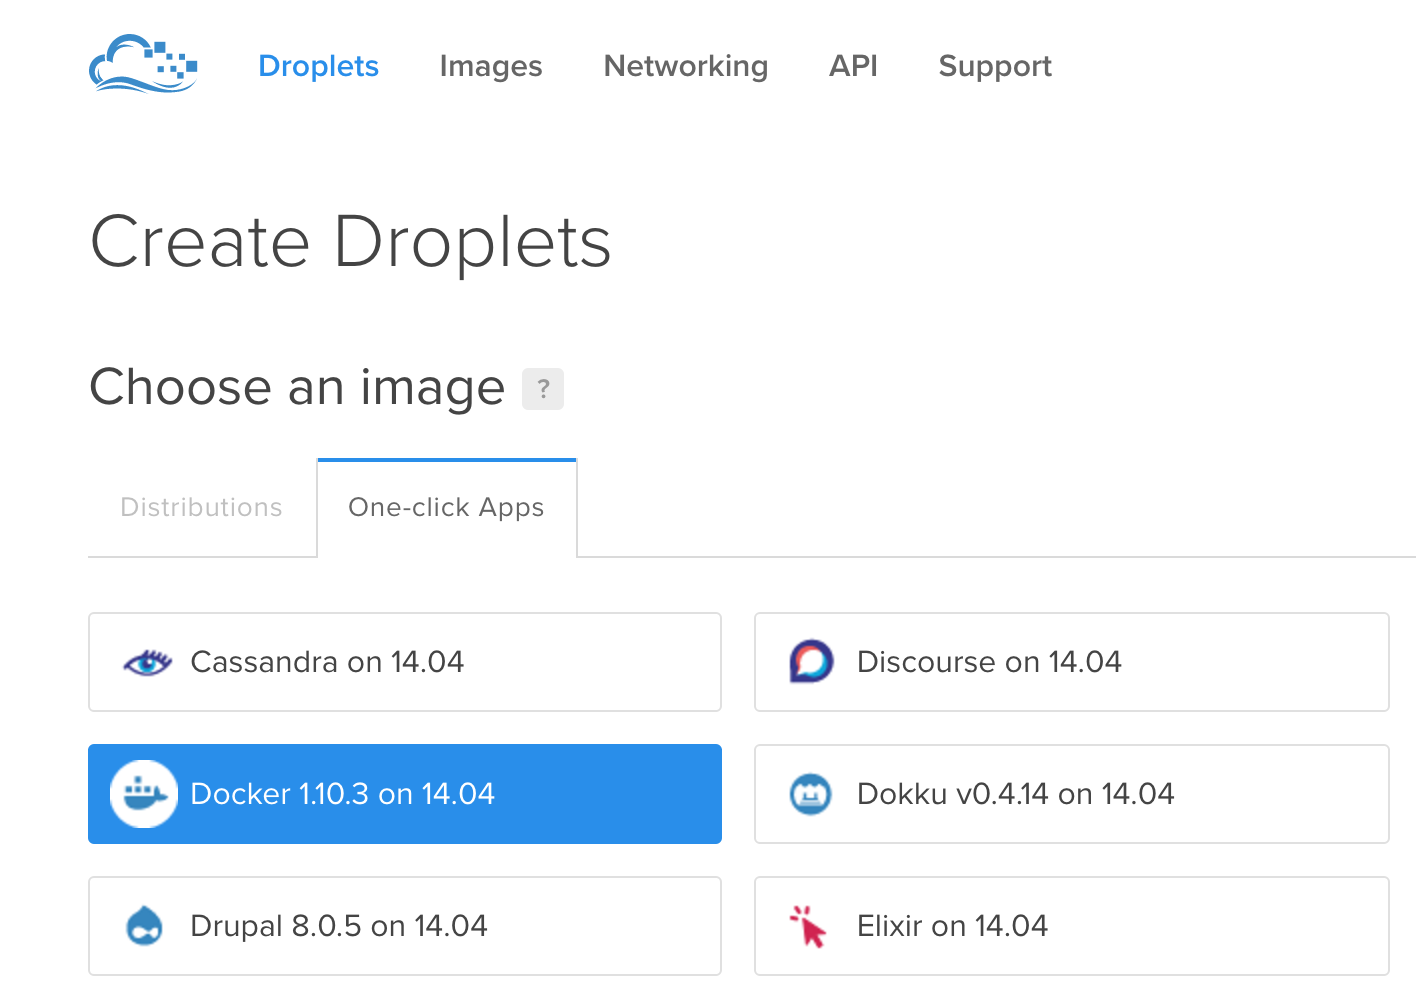 Droplets Images Networking API Support
Create Droplets
Choose an image ?
Distributions One-click Apps
Cassandra on 14.04
Discourse on 14.04
Docker 1.10.3 on 14.04
Dokku v0.4.14 on 14.04
Drupal 8.0.5 on 14.04
Elixir on 14.04